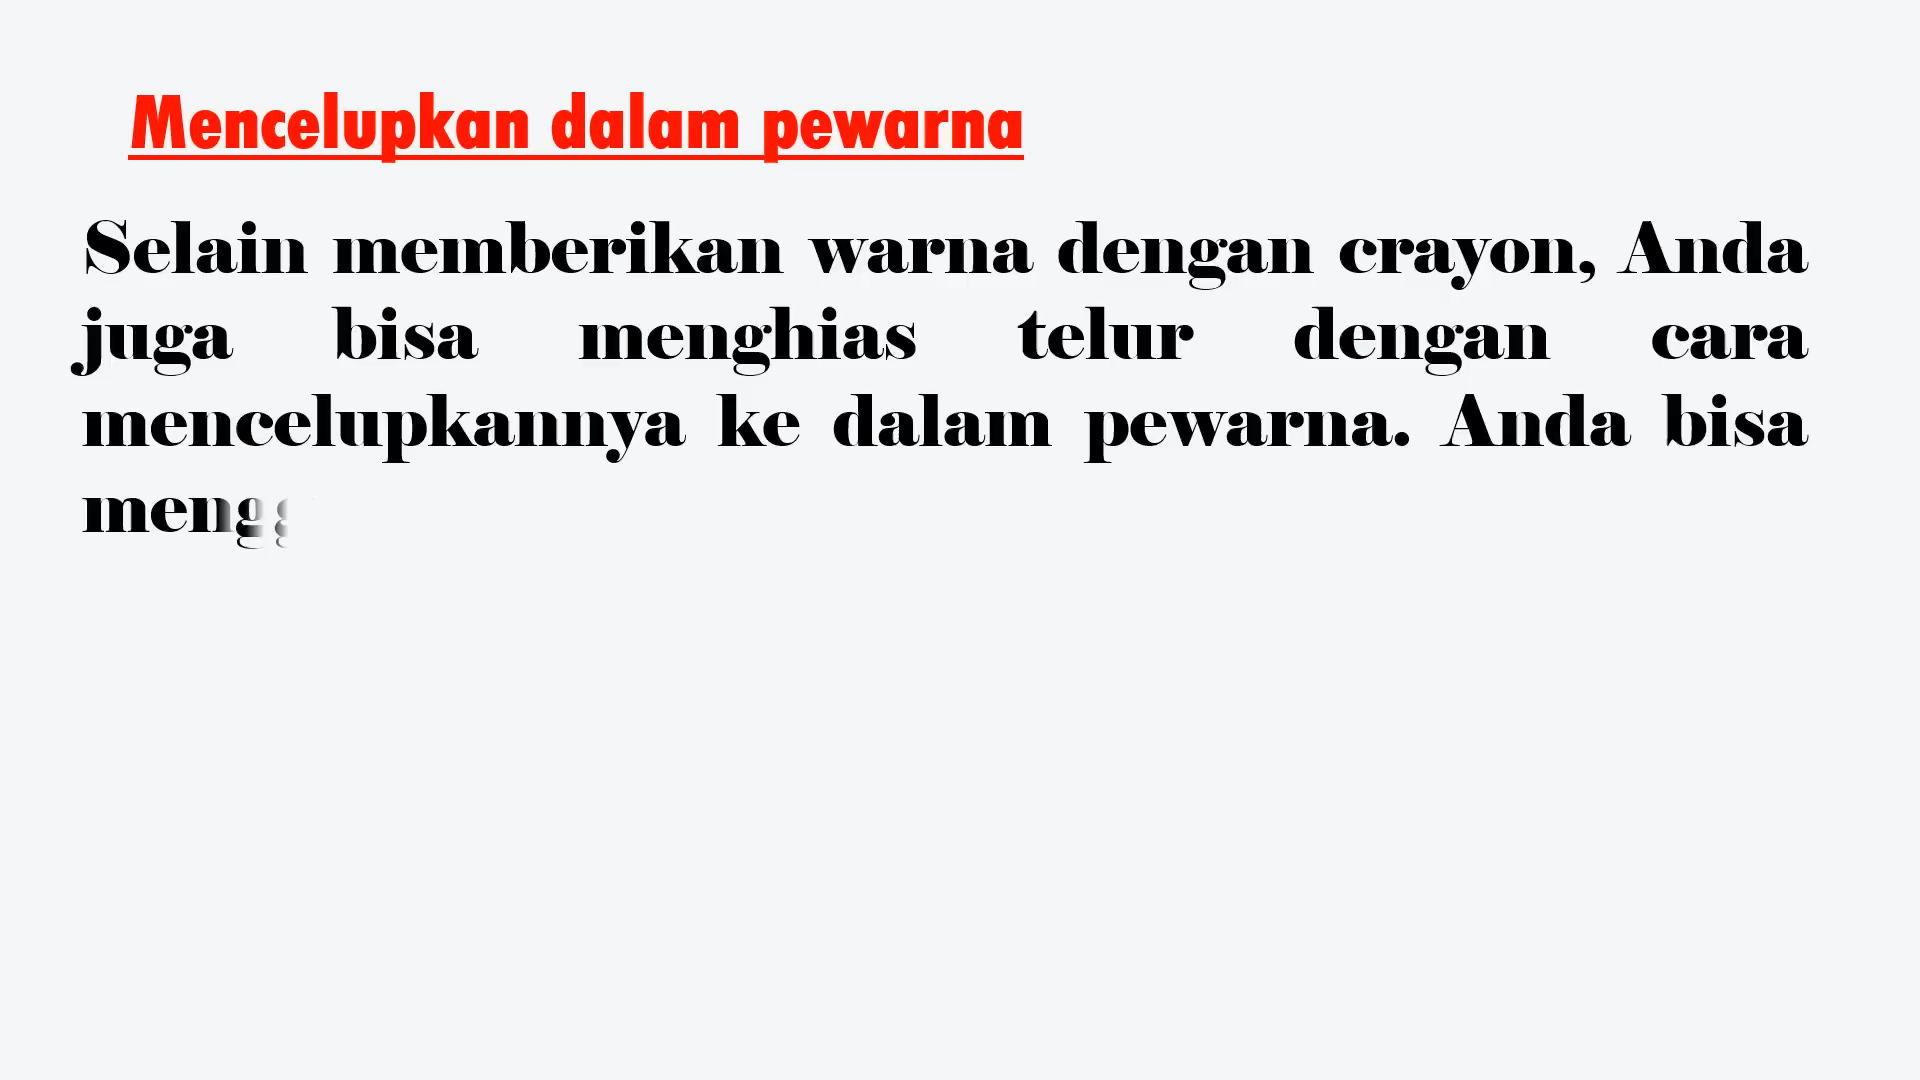 Mencelupkan dalam pewarna
Selain memberikan warna dengan crayon, Anda
juga bisa menghias telur dengan cara
mencelupkannya ke dalam pewarna. Anda bisa